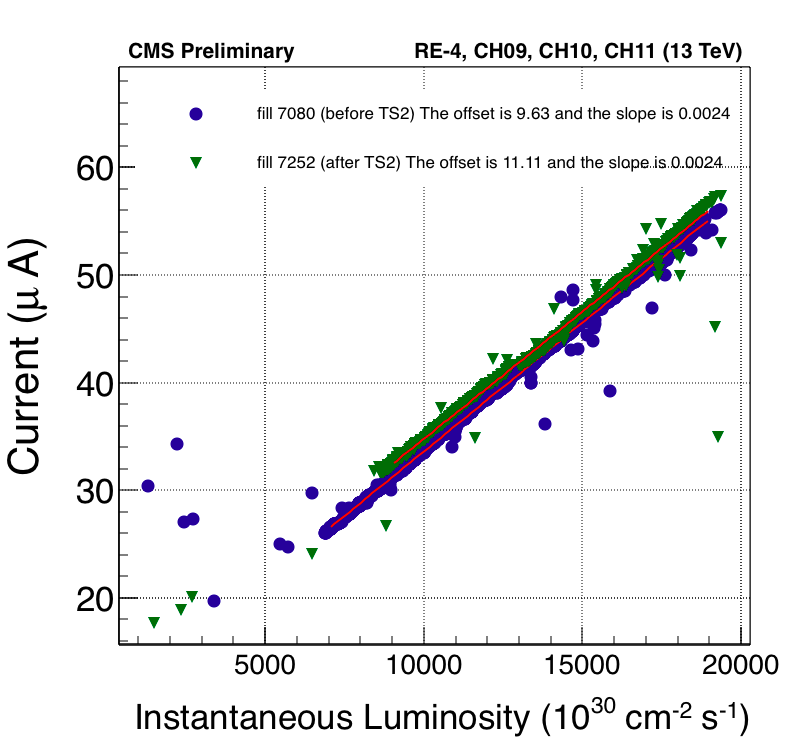 CMS Preliminary RE-4, CH09, CH10, CH11 (13 TeV)
fill 7080 (before TS2) The offset is 9.63 and the slope is 0.0024
fill 7252 (after TS2) The offset is 11.11 and the slope is 0.0024
60
50
40
30
20
Current (μ A)
5000 10000 15000 20000
Instantaneous Luminosity (10³⁰ cm⁻² s⁻¹)